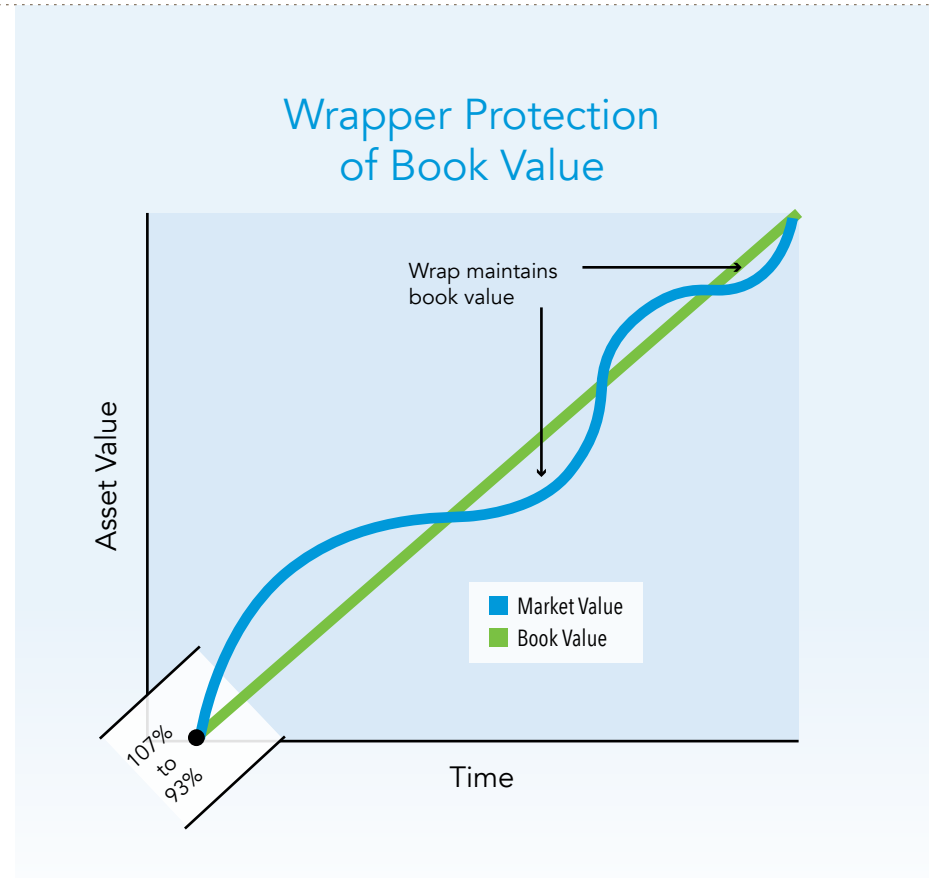 Wrapper Protection
of Book Value
Wrap maintains
book value
Asset Value
Market Value
Book Value
107%
to
93%
Time